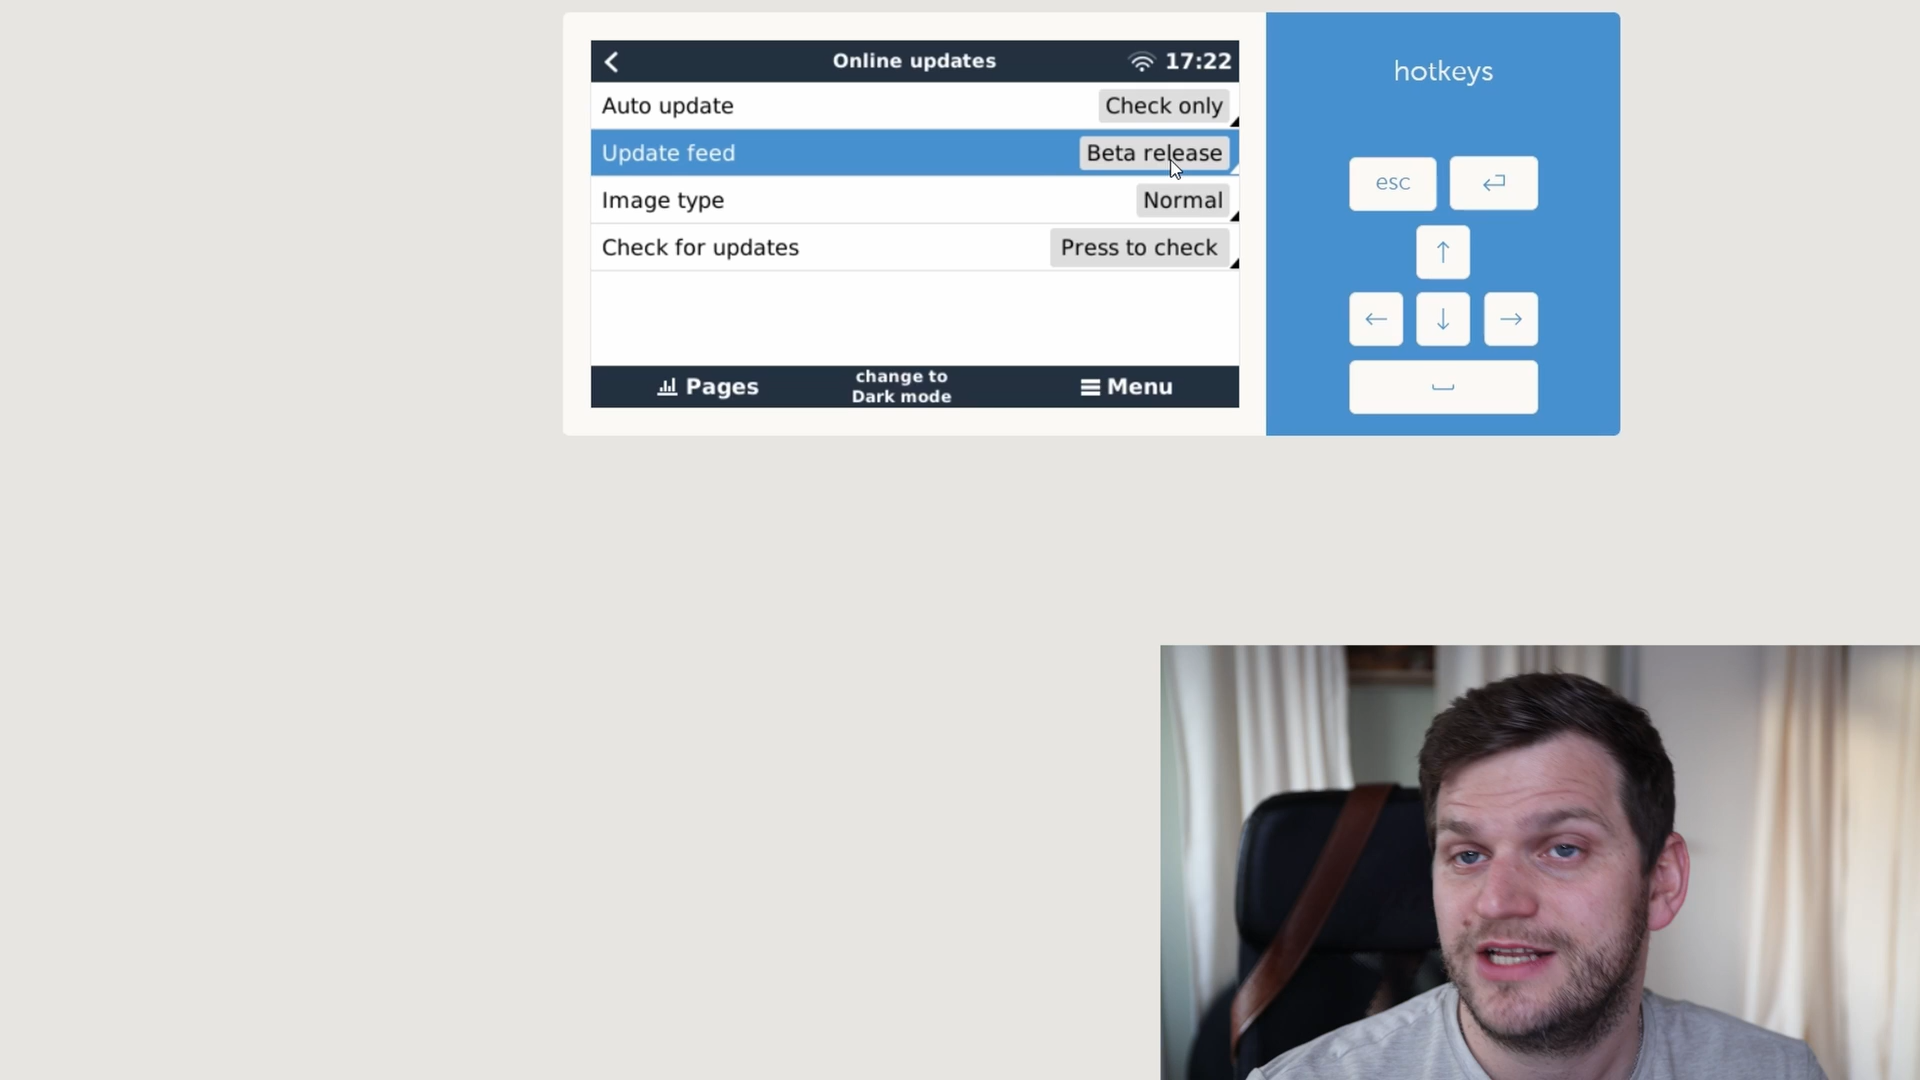 Online updates 17:22
Auto update Check only
Update feed Beta release
Image type Normal
Check for updates Press to check
Pages change to Dark mode Menu
hotkeys
esc